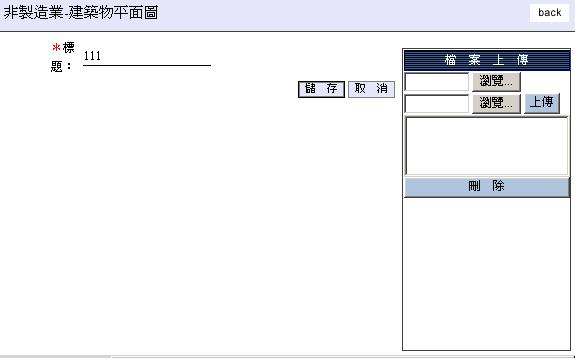 非製造業-建築物平面圖
back
＊標
題：
111
儲 存
取 消
檔 案 上 傳
瀏覽...
瀏覽...
上傳
刪 除